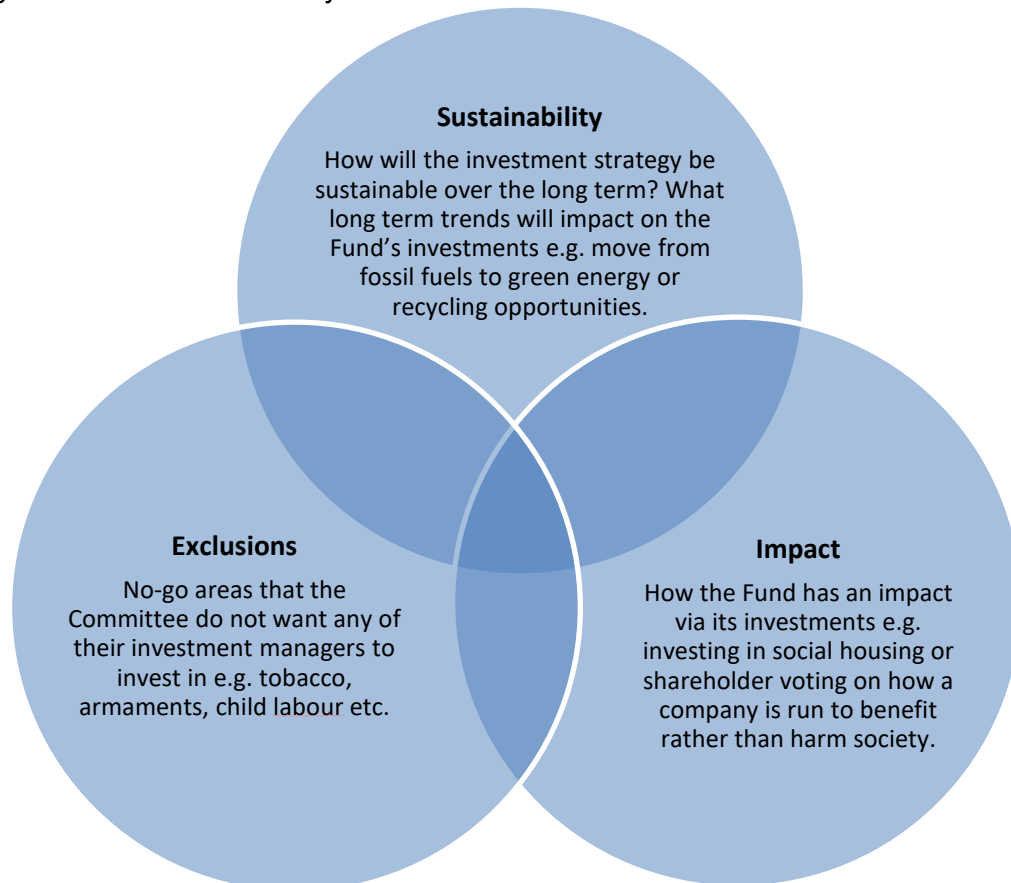 Sustainability
How will the investment strategy be
sustainable over the long term? What
long term trends will impact on the
Fund’s investments e.g. move from
fossil fuels to green energy or
recycling opportunities.
Exclusions
No-go areas that the
Committee do not want any of
their investment managers to
invest in e.g. tobacco,
armaments, child labour etc.
Impact
How the Fund has an impact
via its investments e.g.
investing in social housing or
shareholder voting on how a
company is run to benefit
rather than harm society.